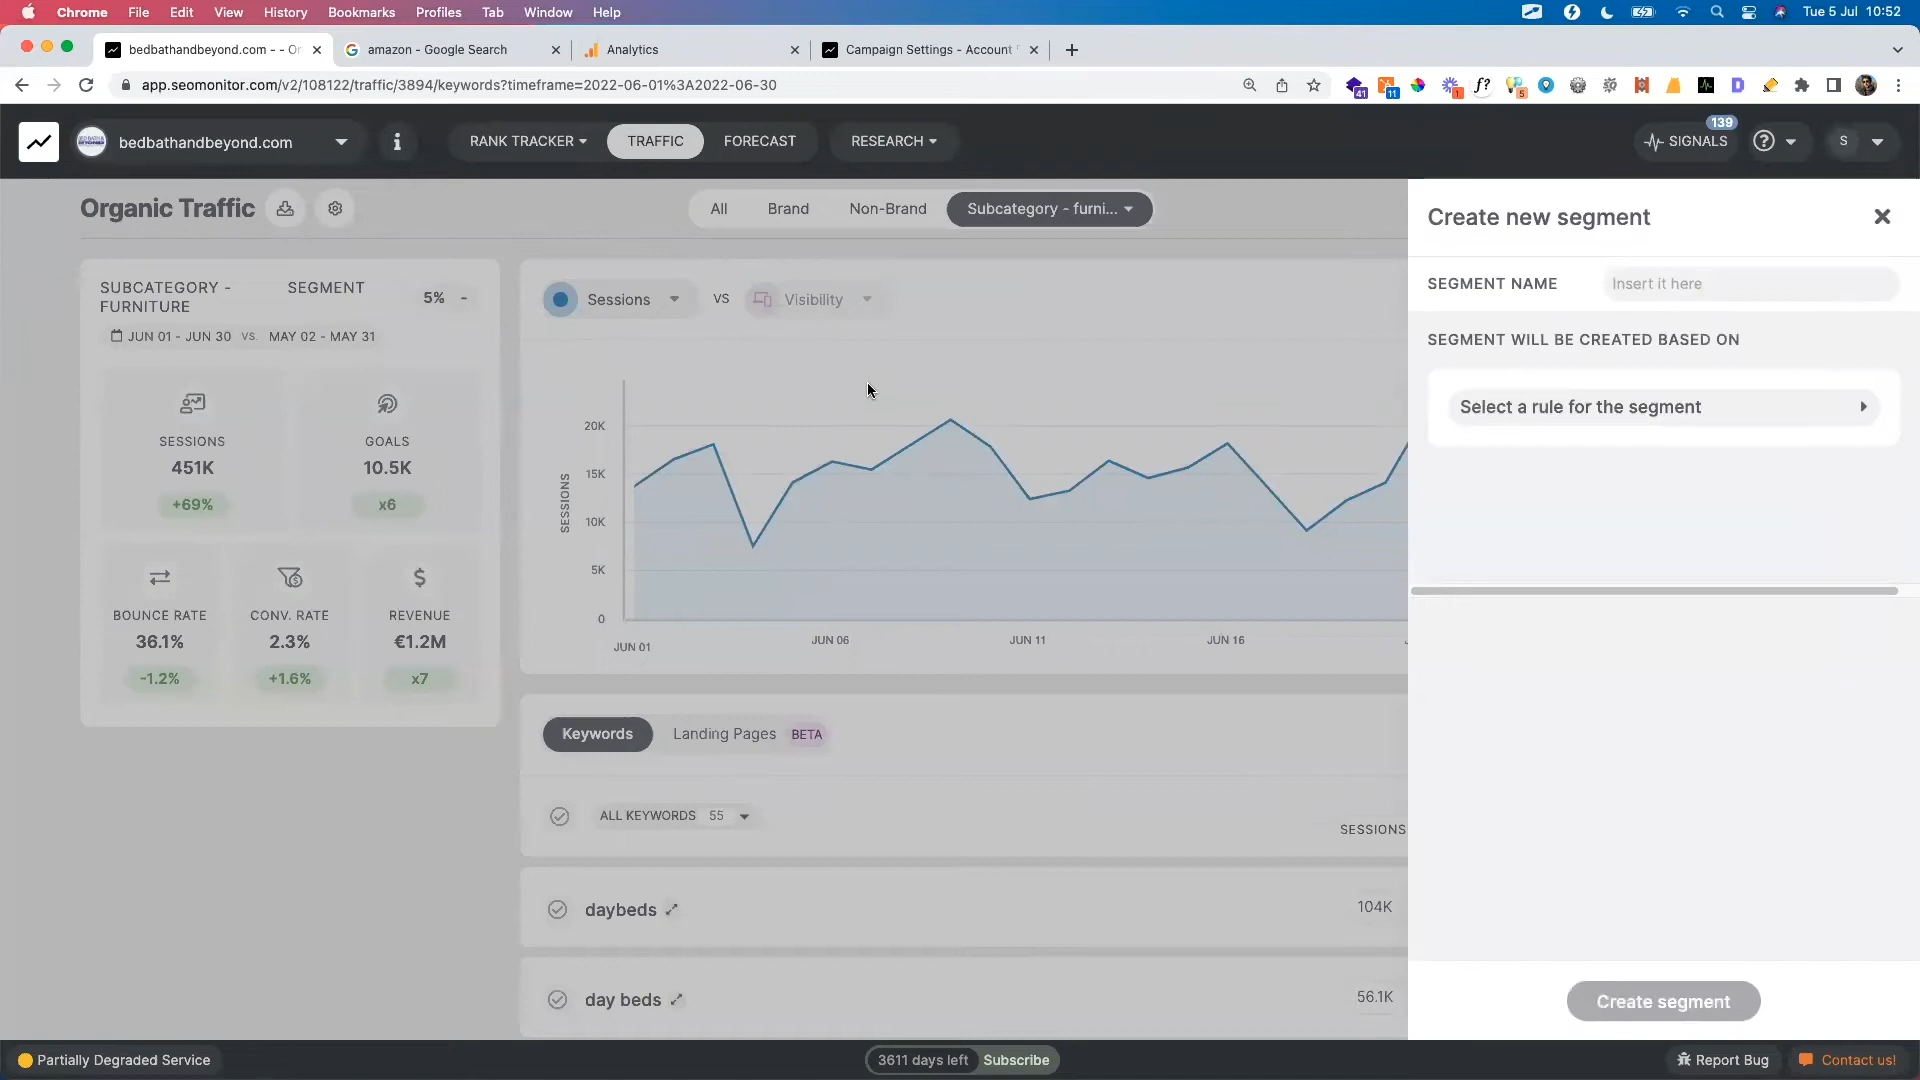 Chrome File Edit View History Bookmarks Profiles Tab Window Help Tue 5 Jul 10:52
bedbathandbeyond.com - - Or amazon - Google Search Analytics Campaign Settings - Account
app.seomonitor.com/v2/108122/traffic/3894/keywords?timeframe=2022-06-01%3A2022-06-30 41 11 1 f? 5
bedbathandbeyond.com RANK TRACKER TRAFFIC FORECAST RESEARCH 139 SIGNALS S
Organic Traffic All Brand Non-Brand Subcategory - furni...
Create new segment
SEGMENT NAME Insert it here
SEGMENT WILL BE CREATED BASED ON
Select a rule for the segment
Create segment
SUBCATEGORY - FURNITURE SEGMENT 5% -
JUN 01 - JUN 30 VS. MAY 02 - MAY 31
SESSIONS GOALS
451K 10.5K
+69% x6
BOUNCE RATE CONV. RATE REVENUE
36.1% 2.3% €1.2M
-1.2% +1.6% x7
Sessions VS Visibility
SESSIONS
20K
15K
10K
5K
0
JUN 01 JUN 06 JUN 11 JUN 16
Keywords Landing Pages BETA
ALL KEYWORDS 55 SESSIONS
daybeds 104K
day beds 56.1K
Partially Degraded Service 3611 days left Subscribe Report Bug Contact us!